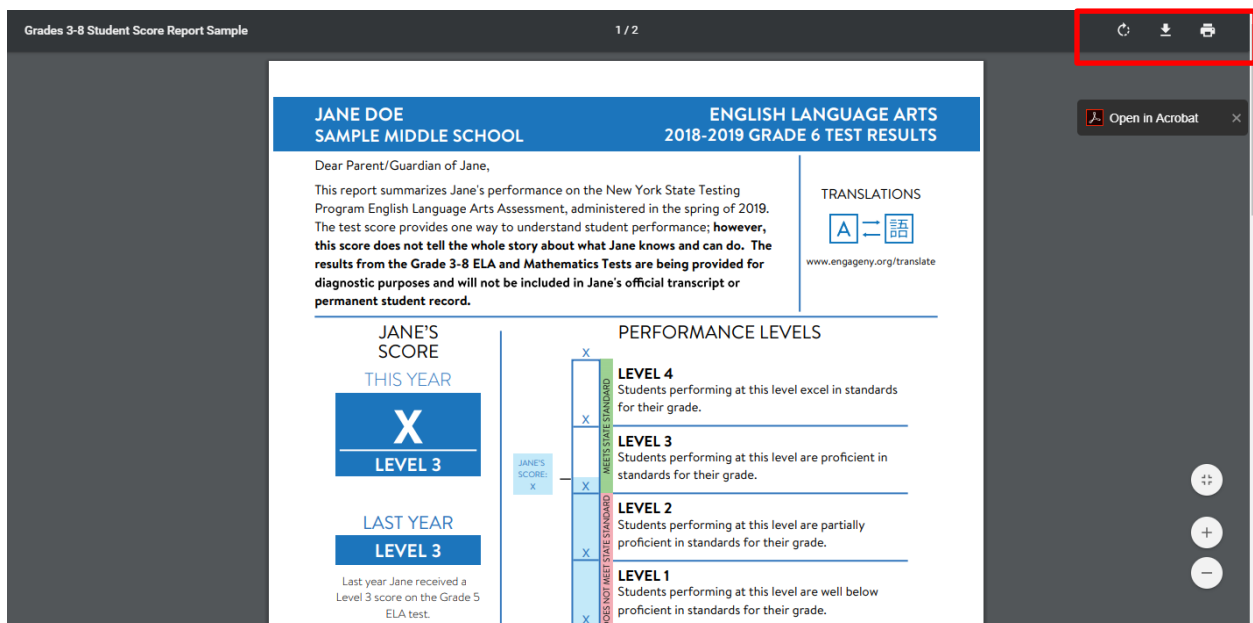 Grades 3-8 Student Score Report Sample
1 / 2
Open in Acrobat
JANE DOE
SAMPLE MIDDLE SCHOOL
ENGLISH LANGUAGE ARTS
2018-2019 GRADE 6 TEST RESULTS
Dear Parent/Guardian of Jane,
This report summarizes Jane's performance on the New York State Testing
Program English Language Arts Assessment, administered in the spring of 2019.
The test score provides one way to understand student performance; however,
this score does not tell the whole story about what Jane knows and can do. The
results from the Grade 3-8 ELA and Mathematics Tests are being provided for
diagnostic purposes and will not be included in Jane's official transcript or
permanent student record.
TRANSLATIONS
A 語
www.engageny.org/translate
JANE'S
SCORE
THIS YEAR
X
LEVEL 3
LAST YEAR
LEVEL 3
Last year Jane received a
Level 3 score on the Grade 5
ELA test.
PERFORMANCE LEVELS
X
X
X
X
X
JANE'S
SCORE:
X
MEETS STATE STANDARD
DOES NOT MEET STATE STANDARD
LEVEL 4
Students performing at this level excel in standards
for their grade.
LEVEL 3
Students performing at this level are proficient in
standards for their grade.
LEVEL 2
Students performing at this level are partially
proficient in standards for their grade.
LEVEL 1
Students performing at this level are well below
proficient in standards for their grade.